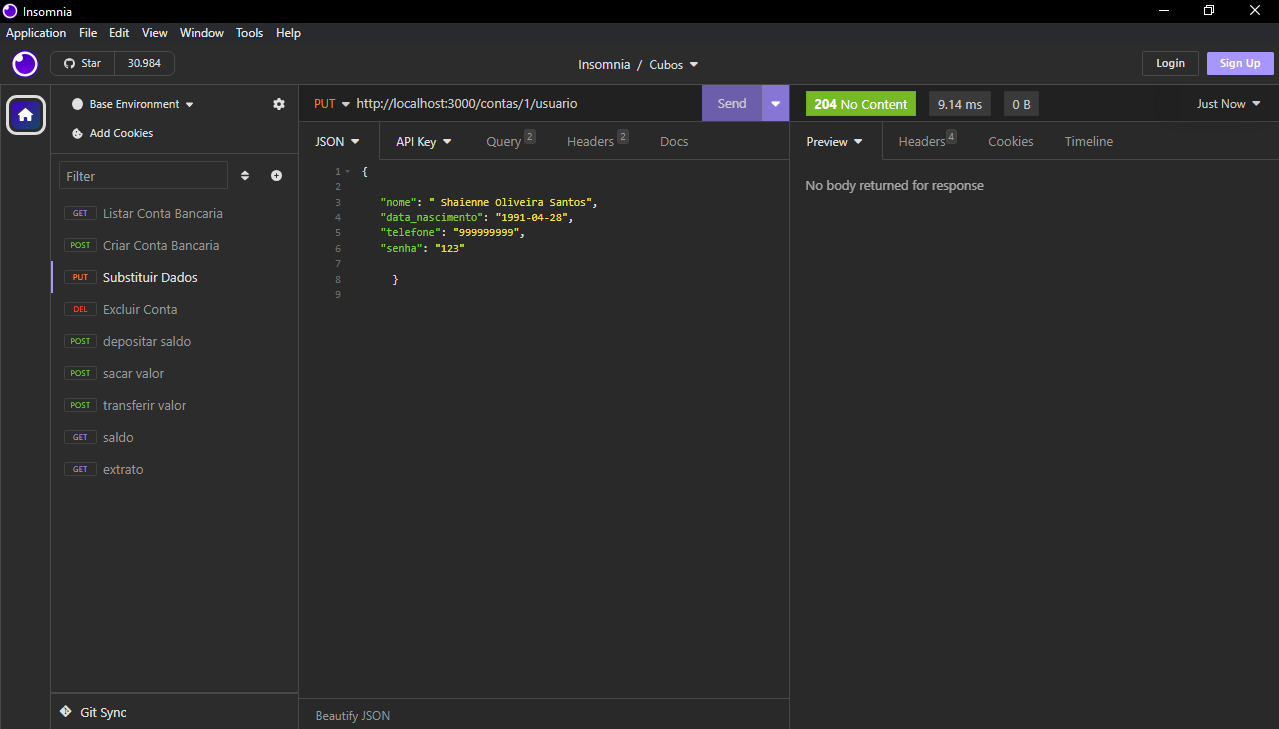 Insomnia
Application File Edit View Window Tools Help
Star 30.984
Insomnia / Cubos
Login Sign Up
Base Environment
Add Cookies
Filter
GET Listar Conta Bancaria
POST Criar Conta Bancaria
PUT Substituir Dados
DEL Excluir Conta
POST depositar saldo
POST sacar valor
POST transferir valor
GET saldo
GET extrato
Git Sync
PUT http://localhost:3000/contas/1/usuario Send
JSON API Key Query 2 Headers 2 Docs
1 {
2
3 "nome": " Shaienne Oliveira Santos",
4 "data_nascimento": "1991-04-28",
5 "telefone": "999999999",
6 "senha": "123"
7
8 }
9
Beautify JSON
204 No Content 9.14 ms 0 B Just Now
Preview Headers 4 Cookies Timeline
No body returned for response